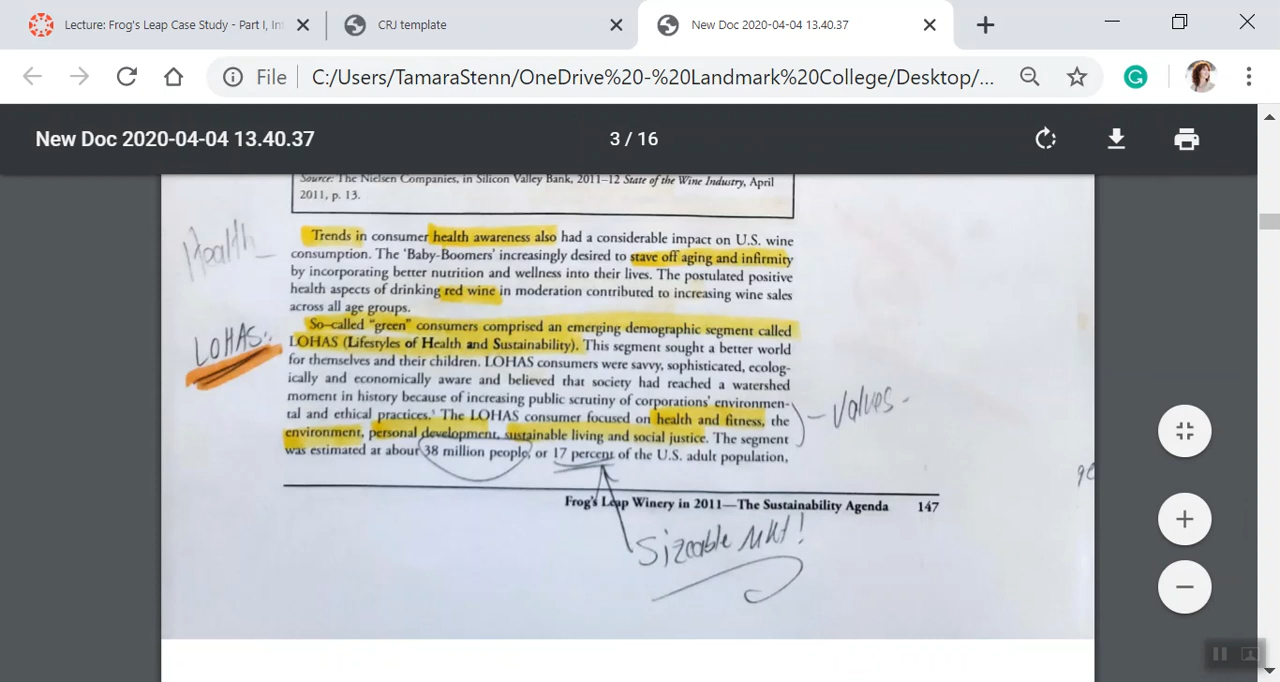 Lecture: Frog's Leap Case Study - Part I, Int
CRJ template
New Doc 2020-04-04 13.40.37
File
C:/Users/TamaraStenn/OneDrive%20-%20Landmark%20College/Desktop/...
New Doc 2020-04-04 13.40.37
3 / 16
Source: The Nielsen Companies, in Silicon Valley Bank, 2011–12 State of the Wine Industry, April
2011, p. 13.
Health
Trends in consumer health awareness also had a considerable impact on U.S. wine
consumption. The 'Baby-Boomers' increasingly desired to stave off aging and infirmity
by incorporating better nutrition and wellness into their lives. The postulated positive
health aspects of drinking red wine in moderation contributed to increasing wine sales
across all age groups.
LOHAS:
So–called "green" consumers comprised an emerging demographic segment called
LOHAS (Lifestyles of Health and Sustainability). This segment sought a better world
for themselves and their children. LOHAS consumers were savvy, sophisticated, ecolog-
ically and economically aware and believed that society had reached a watershed
moment in history because of increasing public scrutiny of corporations' environmen-
tal and ethical practices. The LOHAS consumer focused on health and fitness, the
environment, personal development, sustainable living and social justice. The segment
was estimated at about 38 million people, or 17 percent of the U.S. adult population,
- Values -
Frog's Leap Winery in 2011—The Sustainability Agenda 147
Sizeable Mkt!